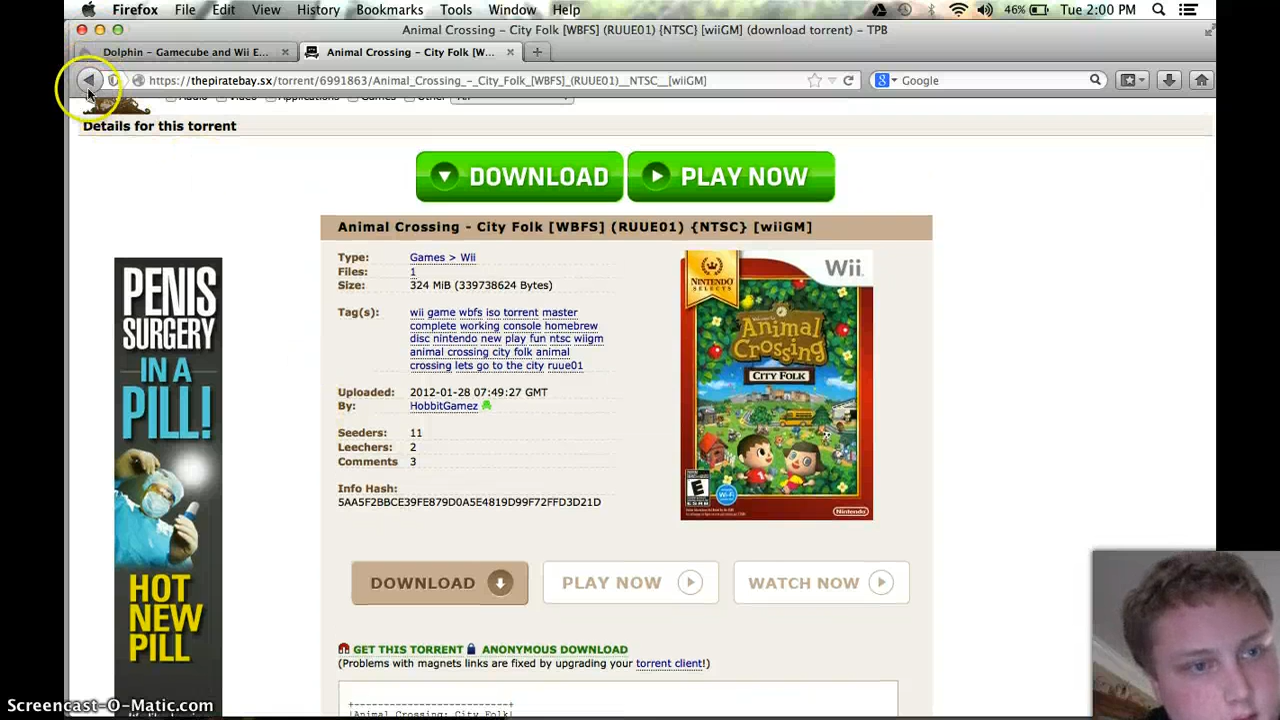 Firefox File Edit View History Bookmarks Tools Window Help 46% Tue 2:00 PM
Animal Crossing – City Folk [WBFS] (RUUE01) {NTSC} [wiiGM] (download torrent) – TPB
Dolphin – Gamecube and Wii E...
Animal Crossing – City Folk [W...
https://thepiratebay.sx/torrent/6991863/Animal_Crossing_-_City_Folk_[WBFS]_(RUUE01)__NTSC__[wiiGM]
Google
Details for this torrent
DOWNLOAD
PLAY NOW
Animal Crossing - City Folk [WBFS] (RUUE01) {NTSC} [wiiGM]
Type: Games > Wii
Files: 1
Size: 324 MiB (339738624 Bytes)
Tag(s): wii game wbfs iso torrent master
complete working console homebrew
disc nintendo new play fun ntsc wiigm
animal crossing city folk animal
crossing lets go to the city ruue01
Uploaded: 2012-01-28 07:49:27 GMT
By: HobbitGamez
Seeders: 11
Leechers: 2
Comments 3
Info Hash:
5AA5F2BBCE39FE879D0A5E4819D99F72FFD3D21D
Wii
NINTENDO
SELECTS
Animal
Crossing
CITY FOLK
E
Nintendo
PENIS
SURGERY
IN A
PILL!
HOT
NEW
PILL
DOWNLOAD
PLAY NOW
WATCH NOW
GET THIS TORRENT ANONYMOUS DOWNLOAD
(Problems with magnets links are fixed by upgrading your torrent client!)
+-------------------------+
|Animal Crossing: City Folk|
Screencast-O-Matic.com